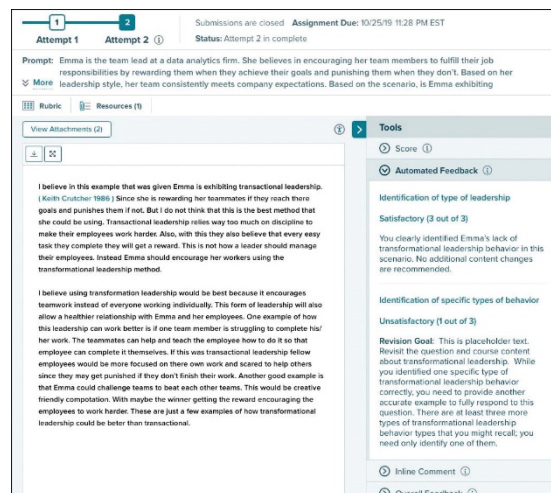 1
2
Attempt 1
Attempt 2
Submissions are closed Assignment Due: 10/25/19 11:28 PM EST
Status: Attempt 2 in complete
Prompt: Emma is the team lead at a data analytics firm. She believes in encouraging her team members to fulfill their job
responsibilities by rewarding them when they achieve their goals and punishing them when they don't. Based on her
More leadership style, her team consistently meets company expectations. Based on the scenario, is Emma exhibiting
Rubric
Resources (1)
View Attachments (2)
I believe in this example that was given Emma is exhibiting transactional leadership.
( Keith Crutcher 1986 ) Since she is rewarding her teammates if they reach there
goals and punishes them if not. But I do not think that this is the best method that
she could be using. Transactional leadership relies way too much on discipline to
make their employees work harder. Also, with this they also believe that every easy
task they complete they will get a reward. This is not how a leader should manage
their employees. Instead Emma should encourage her workers using the
transformational leadership method.
I believe using transformation leadership would be best because it encourages
teamwork instead of everyone working individually. This form of leadership will also
allow a healthier relationship with Emma and her employees. One example of how
this leadership can work better is if one team member is struggling to complete his/
her work. The teammates can help and teach the employee how to do it so that
employee can complete it themselves. If this was transactional leadership fellow
employees would be more focused on there own work and scared to help others
since they may get punished if they don't finish their work. Another good example is
that Emma could challenge teams to beat each other teams. This would be creative
friendly computation. With maybe the winner getting the reward encouraging the
employees to work harder. These are just a few examples of how transformational
leadership could be beter than transactional.
Tools
Score
Automated Feedback
Identification of type of leadership
Satisfactory (3 out of 3)
You clearly identified Emma's lack of
transformational leadership behavior in this
scenario. No additional content changes
are recommended.
Identification of specific types of behavior
Unsatisfactory (1 out of 3)
Revision Goal: This is placeholder text.
Revisit the question and course content
about transformational leadership. While
you identified one specific type of
transformational leadership behavior
correctly, you need to provide another
accurate example to fully respond to this
question. There are at least three more
types of transformational leadership
behavior types that you might recall; you
need only identify one of them.
Inline Comment
Overall Feedback